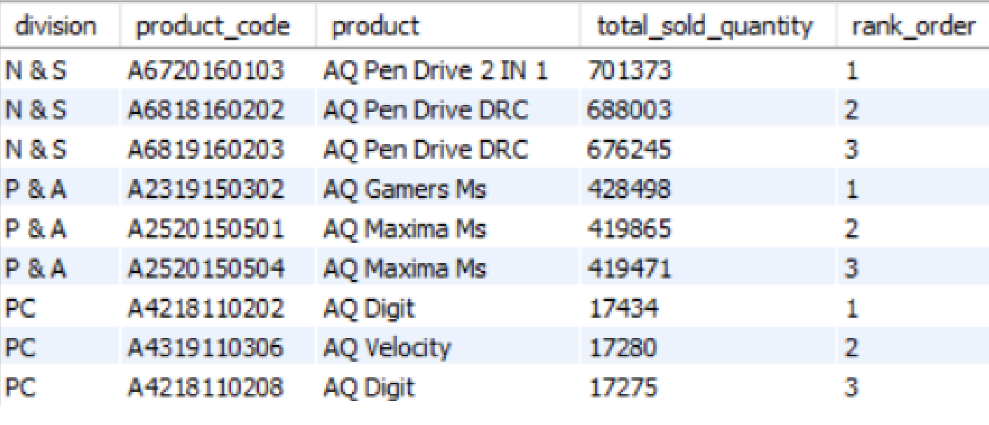 division product_code product total_sold_quantity rank_order
N & S A6720160103 AQ Pen Drive 2 IN 1 701373 1
N & S A6818160202 AQ Pen Drive DRC 688003 2
N & S A6819160203 AQ Pen Drive DRC 676245 3
P & A A2319150302 AQ Gamers Ms 428498 1
P & A A2520150501 AQ Maxima Ms 419865 2
P & A A2520150504 AQ Maxima Ms 419471 3
PC A4218110202 AQ Digit 17434 1
PC A4319110306 AQ Velocity 17280 2
PC A4218110208 AQ Digit 17275 3